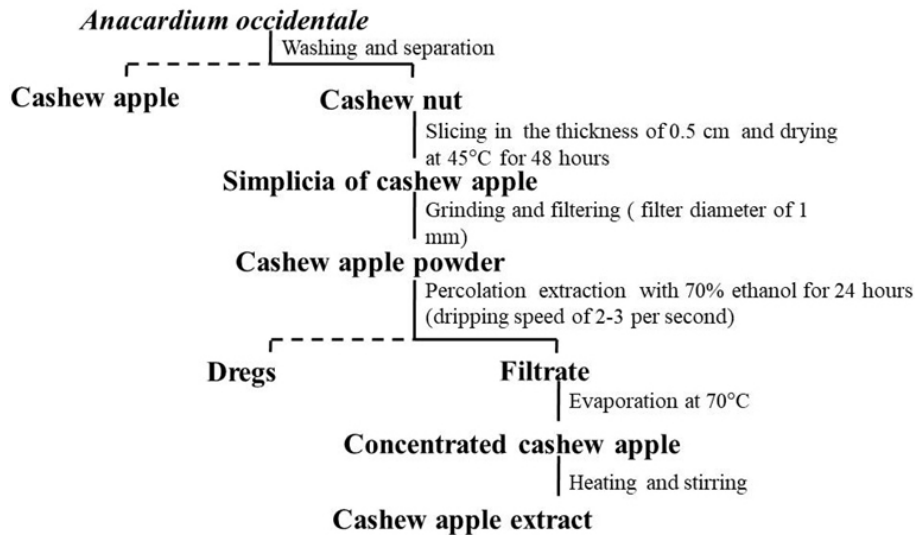 Anacardium occidentale
Washing and separation
Cashew apple
Cashew nut
Slicing in the thickness of 0.5 cm and drying
at 45°C for 48 hours
Simplicia of cashew apple
Grinding and filtering ( filter diameter of 1
mm)
Cashew apple powder
Percolation extraction with 70% ethanol for 24 hours
(dripping speed of 2-3 per second)
Dregs
Filtrate
Evaporation at 70°C
Concentrated cashew apple
Heating and stirring
Cashew apple extract